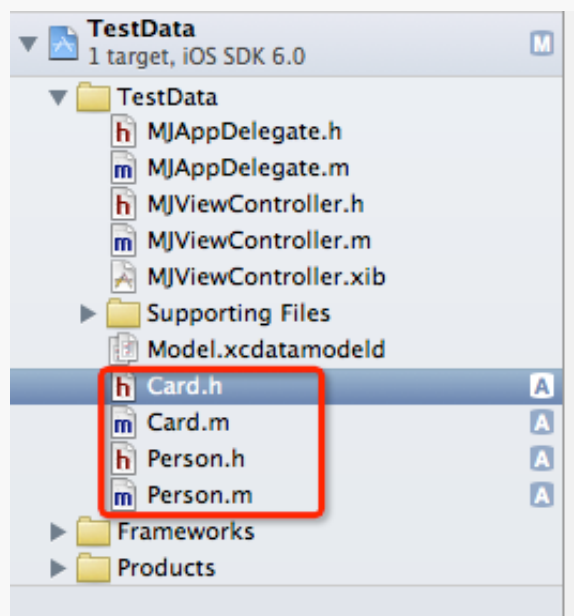 TestData
M
1 target, iOS SDK 6.0
TestData
h MJAppDelegate.h
m MJAppDelegate.m
h MJViewController.h
m MJViewController.m
MJViewController.xib
Supporting Files
Model.xcdatamodeld
h Card.h A
m Card.m A
h Person.h A
m Person.m A
Frameworks
Products